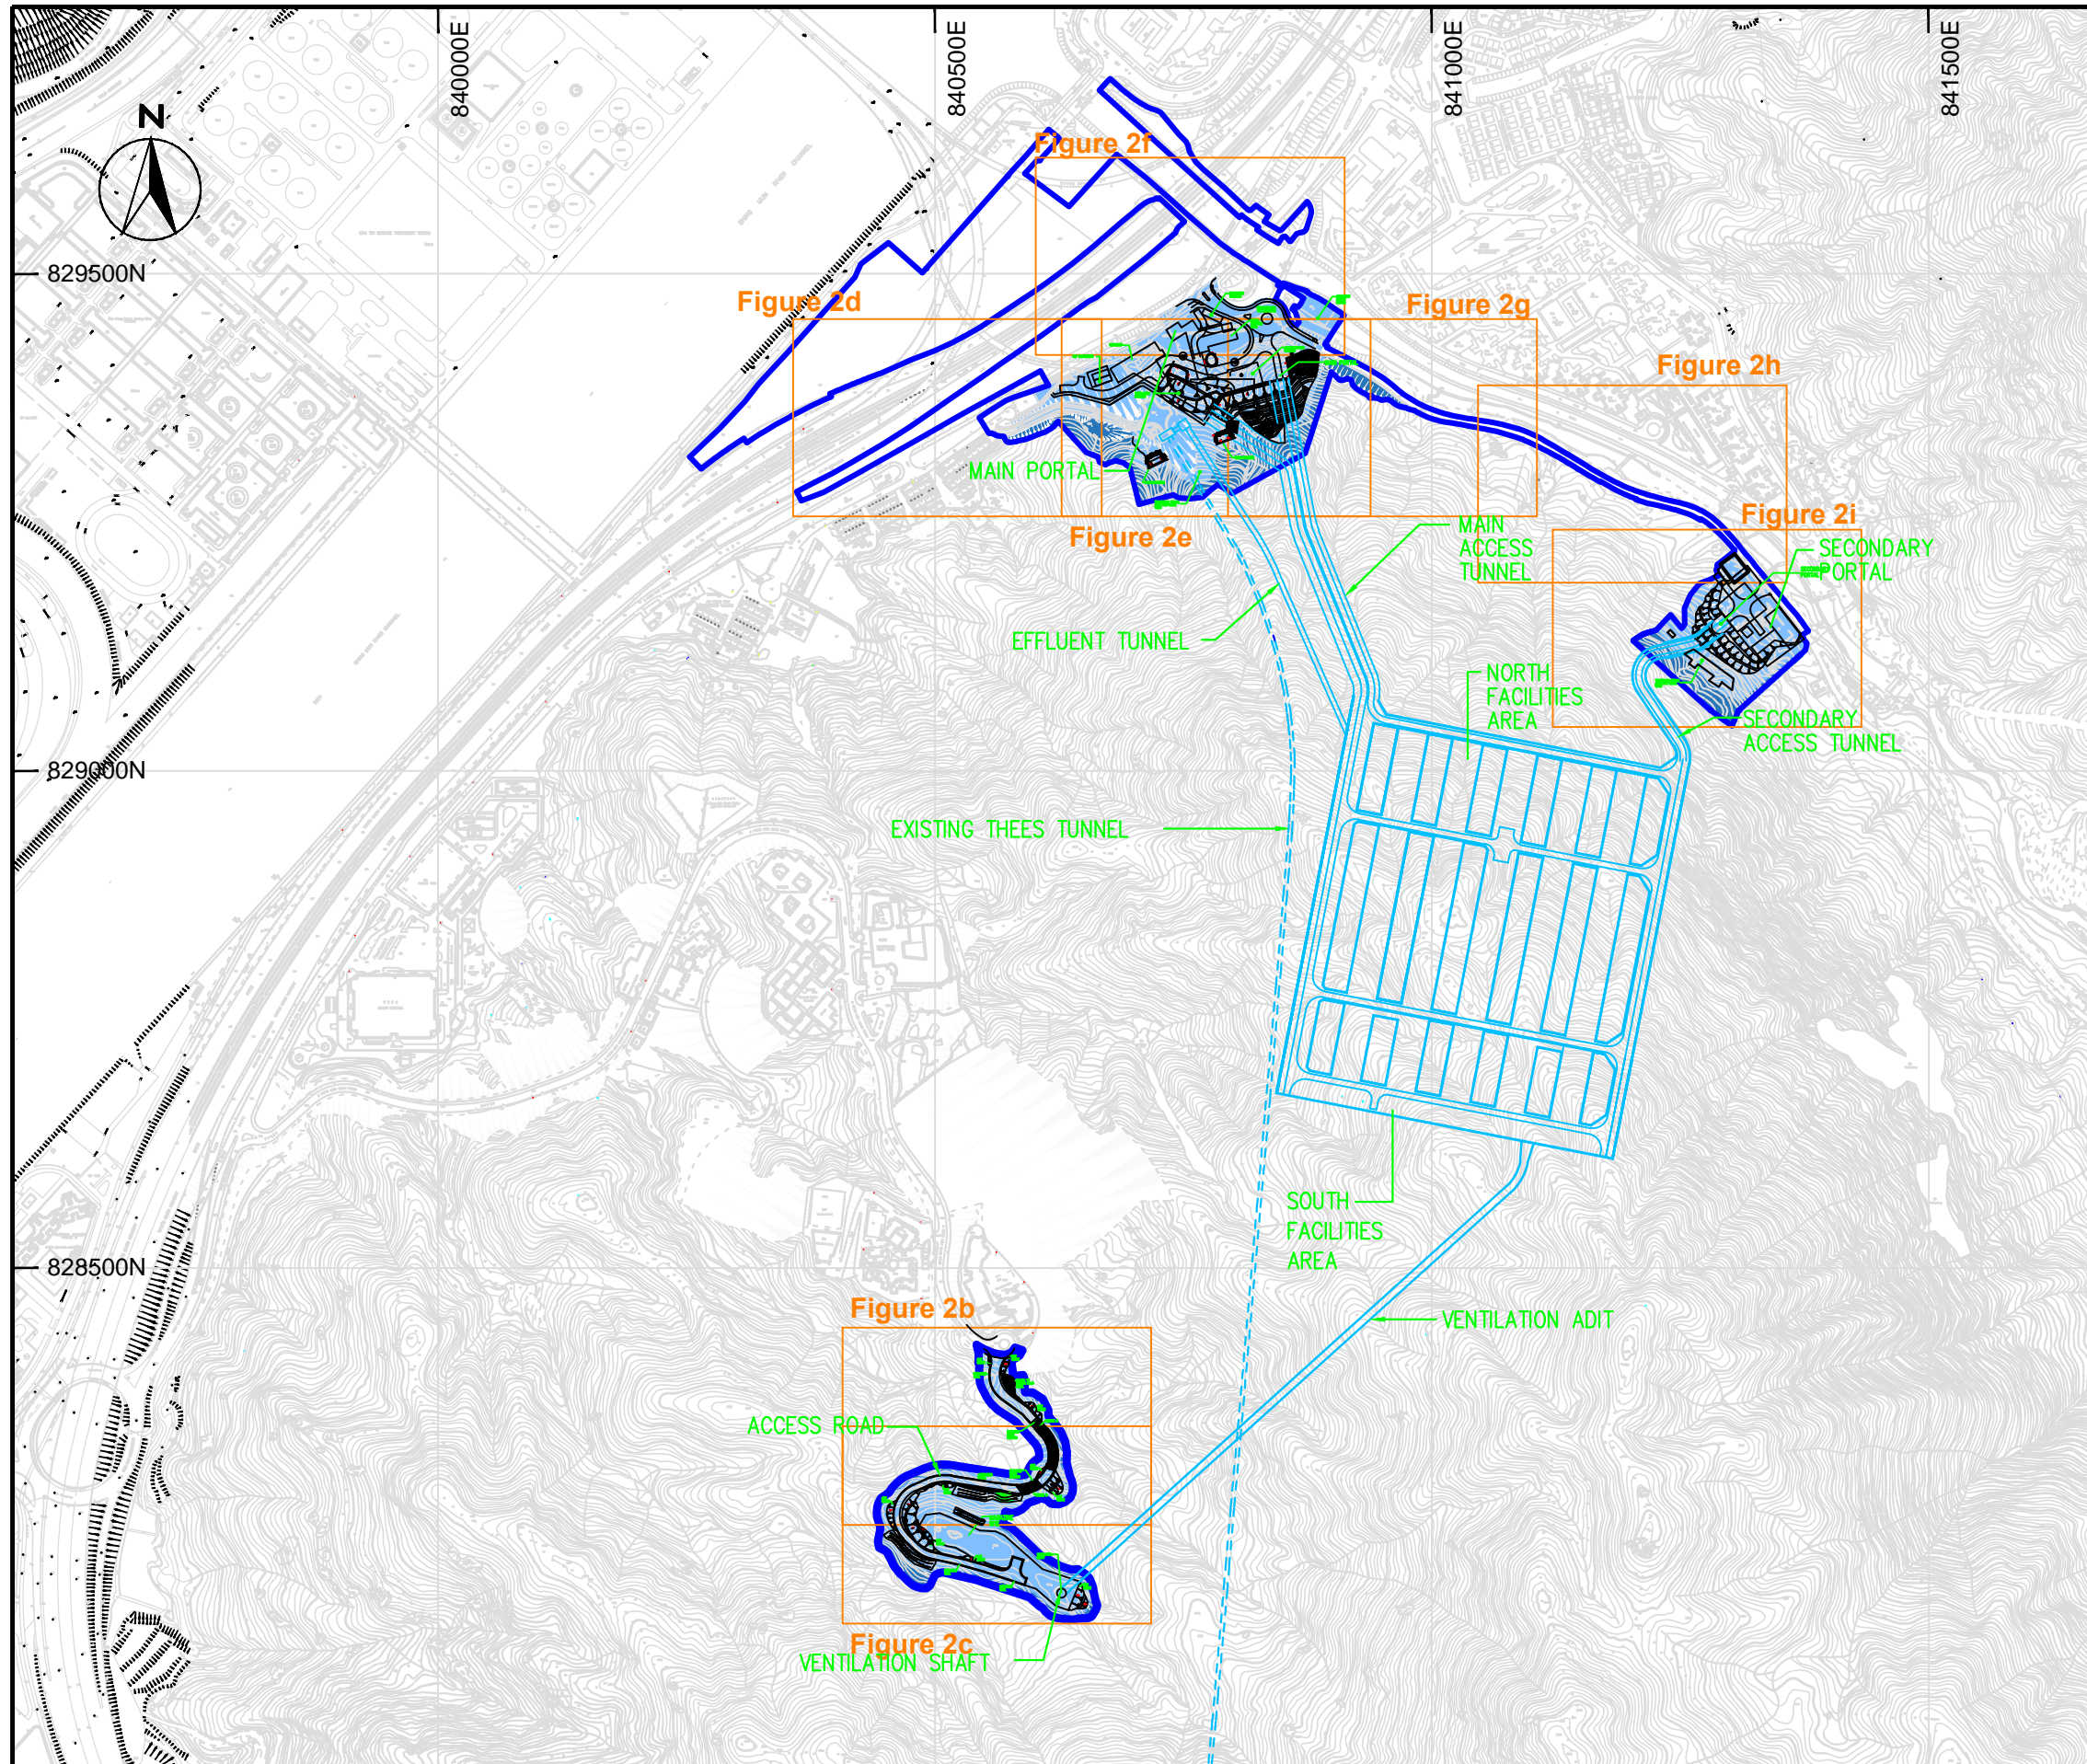 840000E
840500E
841000E
841500E
N
Figure 2f
829500N
Figure 2d
Figure 2g
Figure 2h
MAIN PORTAL
Figure 2e
Figure 2i
MAIN
ACCESS
TUNNEL
SECONDARY
PORTAL
EFFLUENT TUNNEL
NORTH
FACILITIES
AREA
SECONDARY
ACCESS TUNNEL
829000N
EXISTING THEES TUNNEL
SOUTH
FACILITIES
AREA
828500N
Figure 2b
VENTILATION ADIT
ACCESS ROAD
Figure 2c
VENTILATION SHAFT